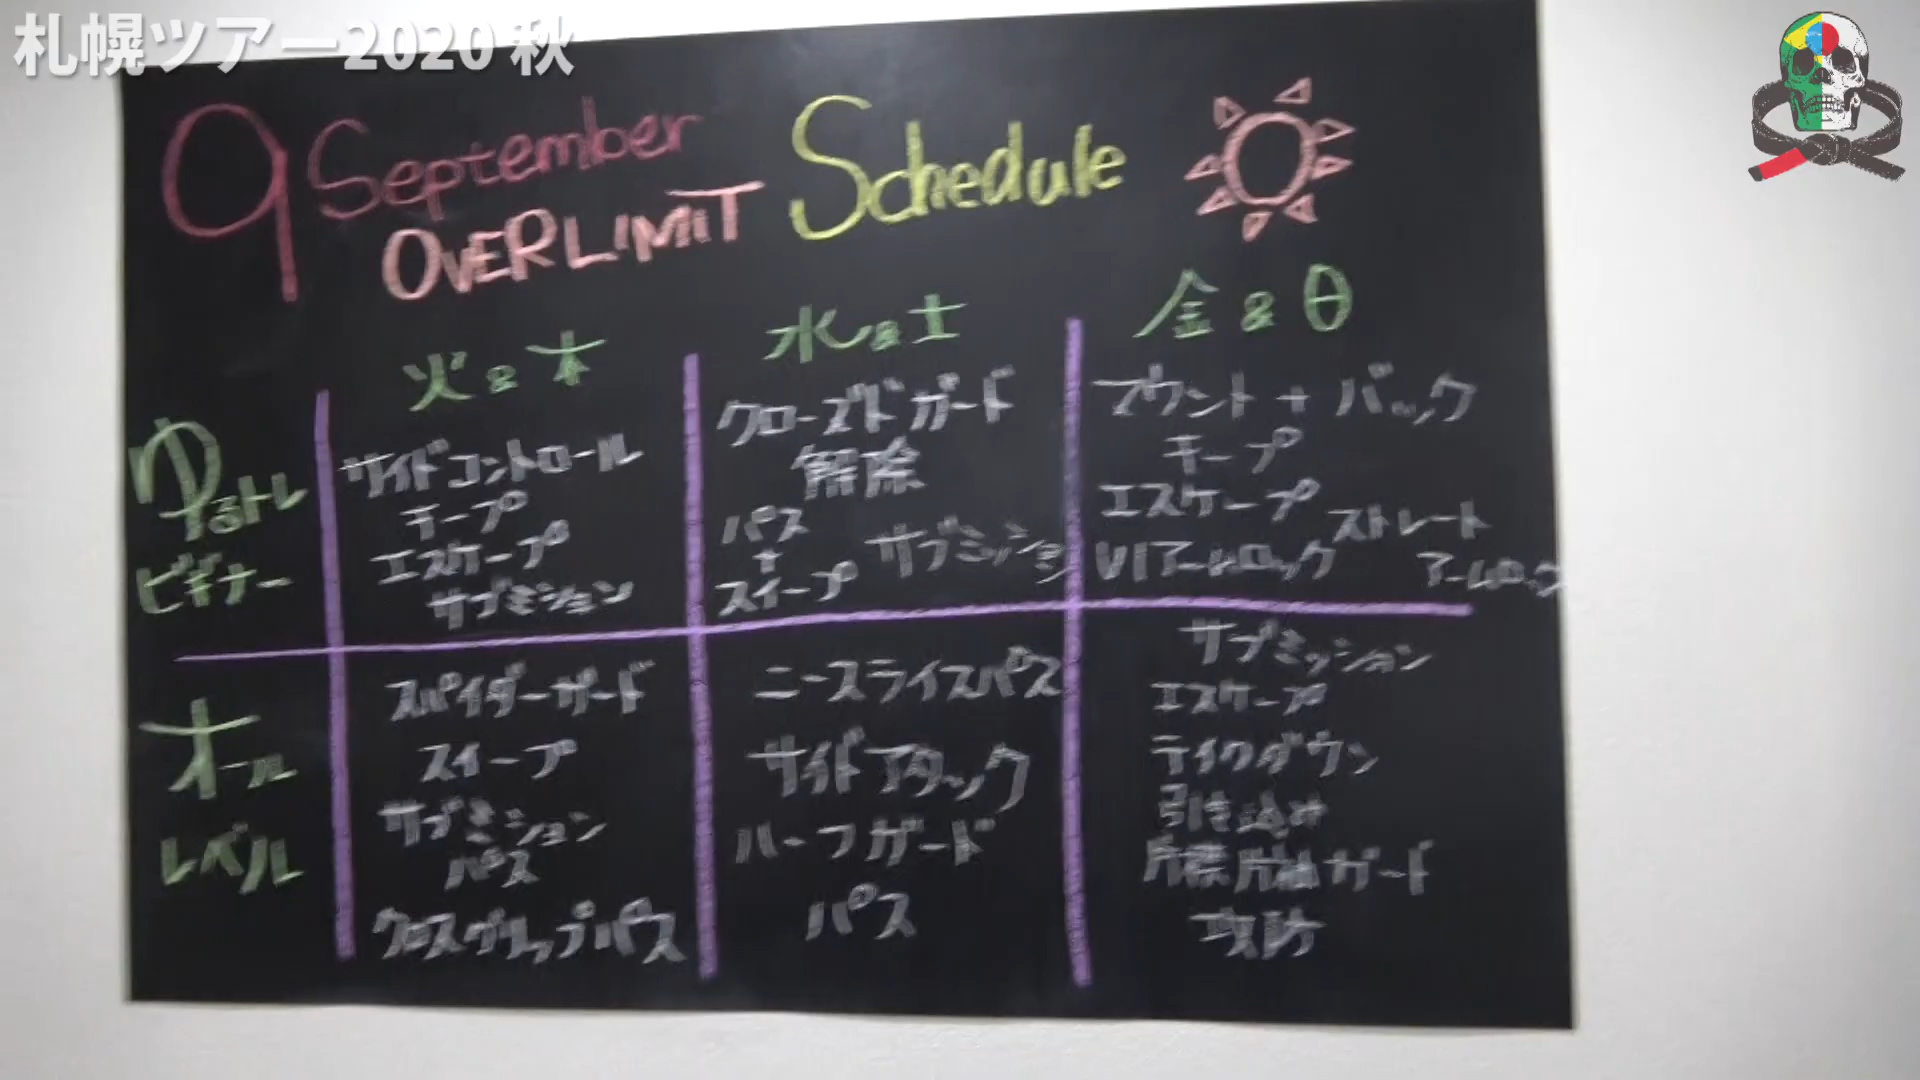 札幌ツアー2020 秋
9 September
OVERLIMIT
Schedule
火&木
水&土
金&日
ゆるトレ
ビギナー
サイドコントロール
キープ
エスケープ
サブミション
クローズドガード
解除
パス
+
スイープ
サブミッション
マウント + バック
キープ
エスケープ
V1アームロック
ストレート
アームロック
オール
レベル
スパイダーガード
スイープ
サブミション
パス
クロスグリップパス
ニースライスパス
サイドアタック
ハーフガード
パス
サブミッション
エスケープ
テイクダウン
引き込み
片襟片袖ガード
攻防